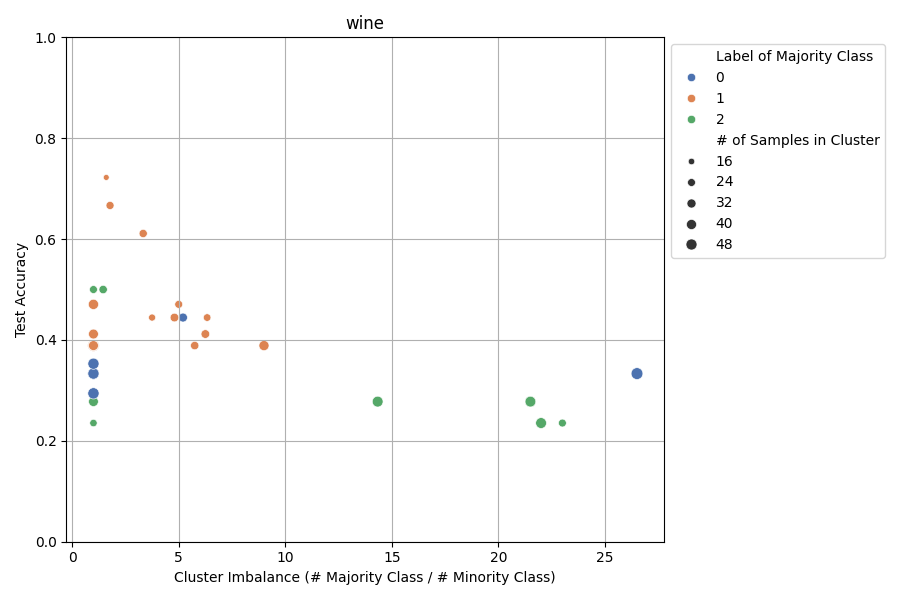 wine
Test Accuracy
1.0
0.8
0.6
0.4
0.2
0.0
0 5 10 15 20 25
Cluster Imbalance (# Majority Class / # Minority Class)
Label of Majority Class
0
1
2
# of Samples in Cluster
16
24
32
40
48